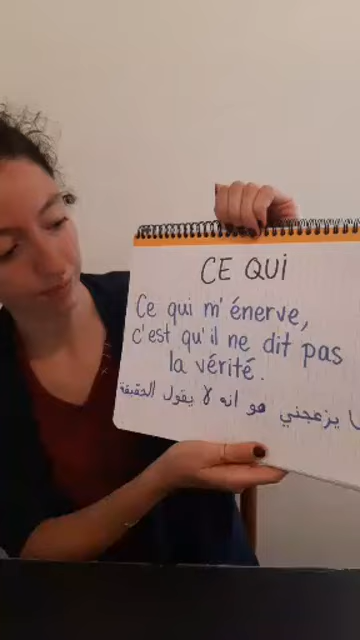 CE QUI
Ce qui m'énerve,
c'est qu'il ne dit pas
la vérité.
يزعجني هو انه لا يقول الحقيقة